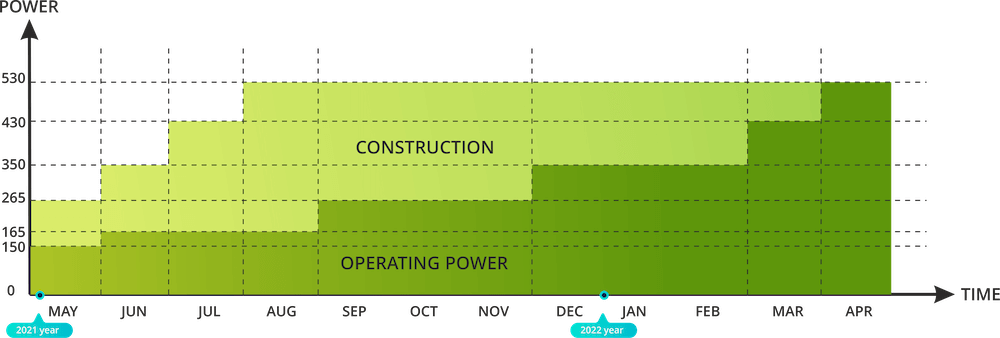 POWER
530
430
CONSTRUCTION
350
265
165
150
OPERATING POWER
0
TIME
MAY JUN JUL AUG SEP OCT NOV DEC JAN FEB MAR APR
2021 year 2022 year